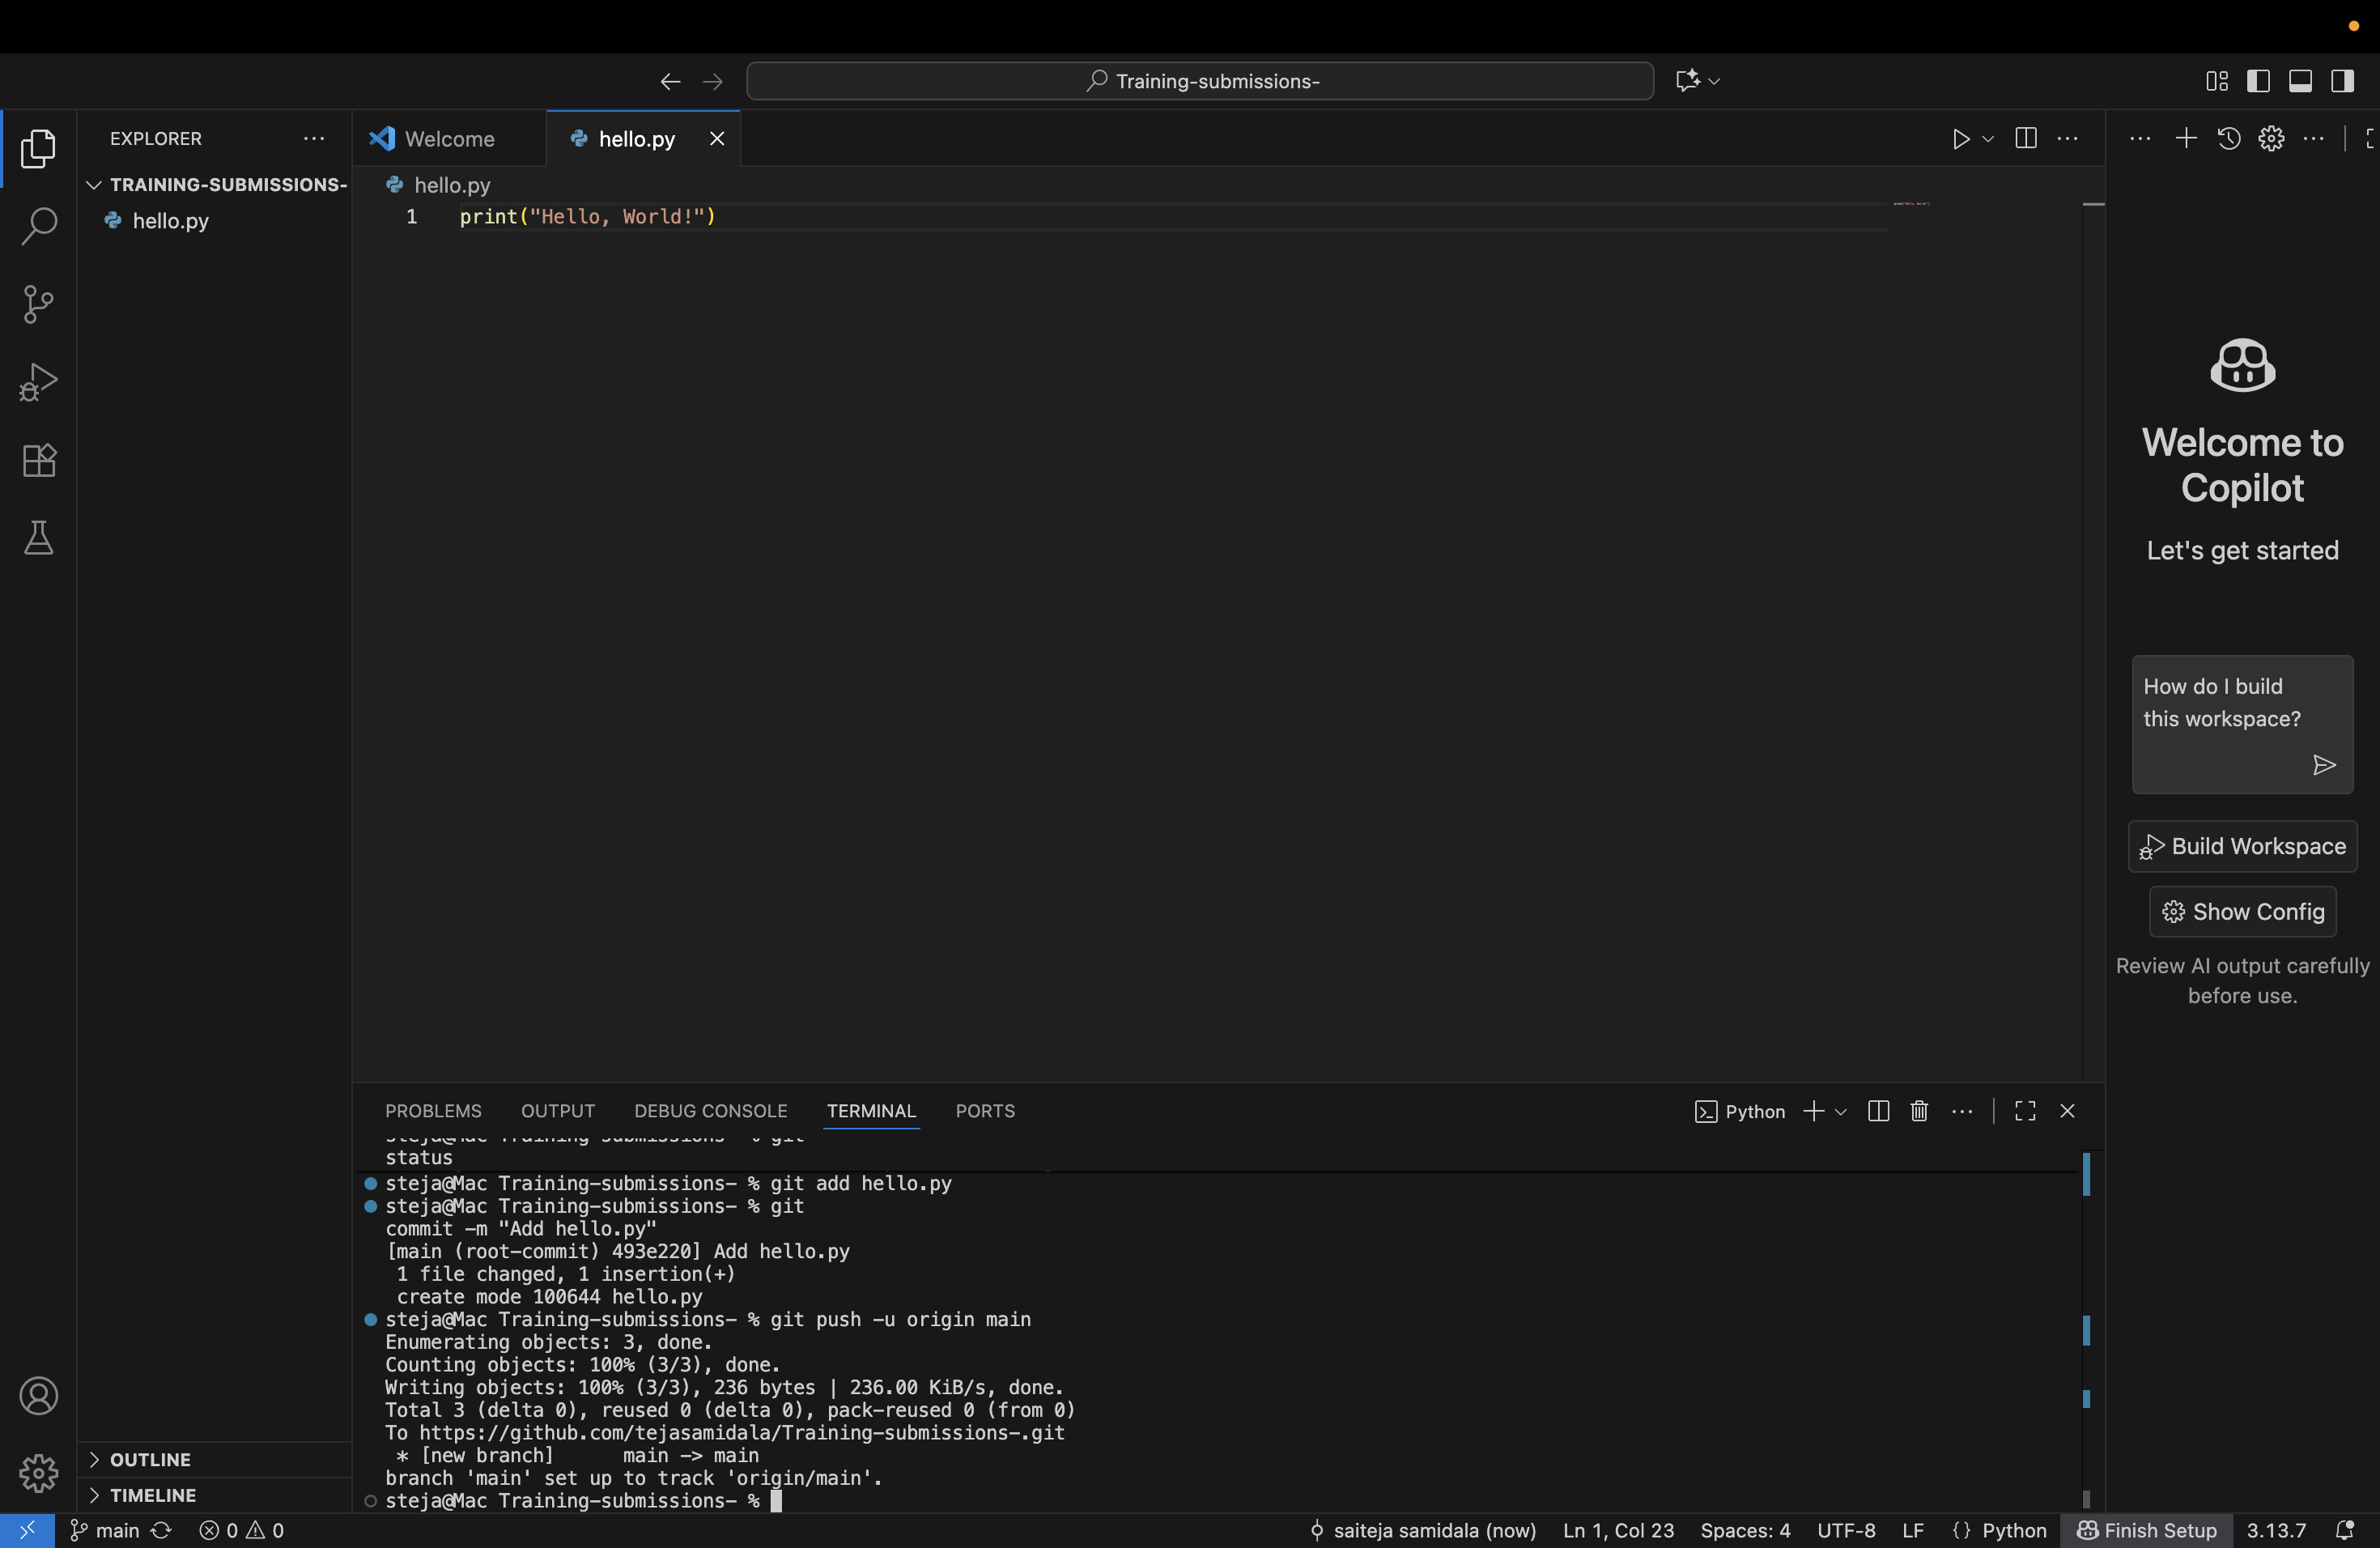 Training-submissions-
EXPLORER
TRAINING-SUBMISSIONS-
hello.py
Welcome
hello.py
hello.py
1 print("Hello, World!")
Welcome to
Copilot
Let's get started
How do I build
this workspace?
Build Workspace
Show Config
Review AI output carefully
before use.
PROBLEMS OUTPUT DEBUG CONSOLE TERMINAL PORTS
Python
steja@Mac Training-submissions- % git
status
steja@Mac Training-submissions- % git add hello.py
steja@Mac Training-submissions- % git
commit -m "Add hello.py"
[main (root-commit) 493e220] Add hello.py
1 file changed, 1 insertion(+)
create mode 100644 hello.py
steja@Mac Training-submissions- % git push -u origin main
Enumerating objects: 3, done.
Counting objects: 100% (3/3), done.
Writing objects: 100% (3/3), 236 bytes | 236.00 KiB/s, done.
Total 3 (delta 0), reused 0 (delta 0), pack-reused 0 (from 0)
To https://github.com/tejasamidala/Training-submissions-.git
* [new branch] main -> main
branch 'main' set up to track 'origin/main'.
steja@Mac Training-submissions- %
OUTLINE
TIMELINE
main 0 0 saiteja samidala (now) Ln 1, Col 23 Spaces: 4 UTF-8 LF {} Python Finish Setup 3.13.7